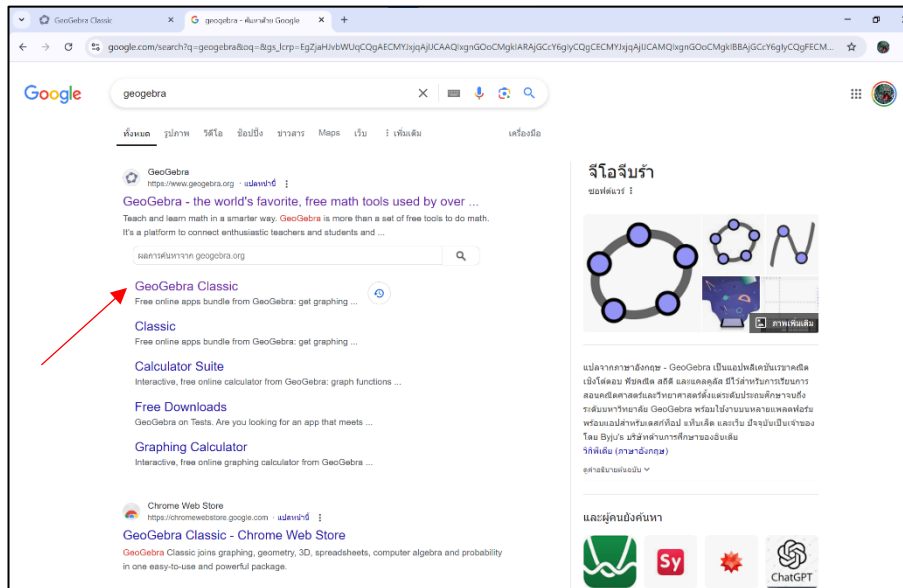 GeoGebra Classic
geogebra - ค้นหาด้วย Google
google.com/search?q=geogebra&oq=&gs_lcrp=EgZjaHJvbWUqCQgAECMYJxjqAjIJCAAQIxgnGOoCMgkIARAjGCcY6gIyCQgCECMYJxjqAjIJCAMQIxgnGOoCMgkIBBAjGCcY6gIyCQgFECM...
Google
geogebra
ทั้งหมด รูปภาพ วิดีโอ ช้อปปิ้ง ข่าวสาร Maps เว็บ เพิ่มเติม เครื่องมือ
GeoGebra
https://www.geogebra.org · แปลหน้านี้
GeoGebra - the world's favorite, free math tools used by over ...
Teach and learn math in a smarter way. GeoGebra is more than a set of free tools to do math.
It's a platform to connect enthusiastic teachers and students and ...
ผลการค้นหาจาก geogebra.org
GeoGebra Classic
Free online apps bundle from GeoGebra: get graphing ...
Classic
Free online apps bundle from GeoGebra: get graphing ...
Calculator Suite
Interactive, free online calculator from GeoGebra: graph functions ...
Free Downloads
GeoGebra on Tests. Are you looking for an app that meets ...
Graphing Calculator
Interactive, free online graphing calculator from GeoGebra ...
Chrome Web Store
https://chromewebstore.google.com · แปลหน้านี้
GeoGebra Classic - Chrome Web Store
GeoGebra Classic joins graphing, geometry, 3D, spreadsheets, computer algebra and probability
in one easy-to-use and powerful package.
จีโอจีบร้า
ซอฟต์แวร์
ภาพเพิ่มเติม
แปลจากภาษาอังกฤษ - GeoGebra เป็นแอปพลิเคชันเรขาคณิต
เชิงโต้ตอบ พีชคณิต สถิติ และแคลคูลัส มีไว้สำหรับการเรียนการ
สอนคณิตศาสตร์และวิทยาศาสตร์ตั้งแต่ระดับประถมศึกษาจนถึง
ระดับมหาวิทยาลัย GeoGebra พร้อมใช้งานบนหลายแพลตฟอร์ม
พร้อมแอปสำหรับเดสก์ท็อป แท็บเล็ต และเว็บ ปัจจุบันเป็นเจ้าของ
โดย Byju's บริษัทด้านการศึกษาของอินเดีย
วิกิพีเดีย (ภาษาอังกฤษ)
ดูคำอธิบายต้นฉบับ
และผู้คนยังค้นหา
Sy
ChatGPT